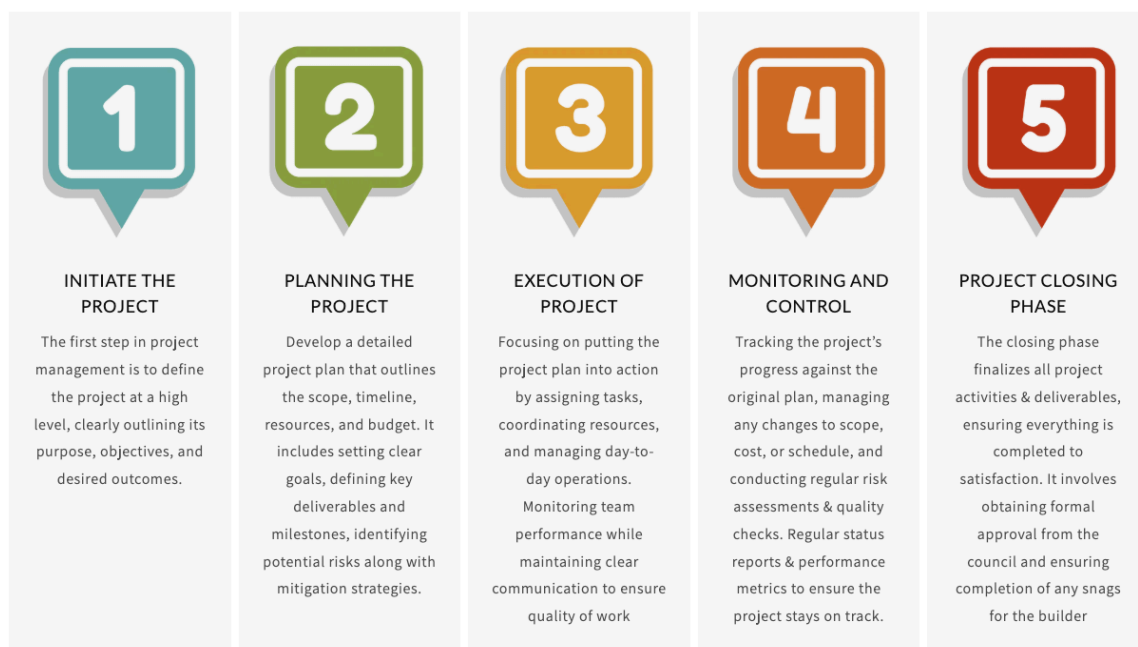 1
INITIATE THE
PROJECT
The first step in project
management is to define
the project at a high
level, clearly outlining its
purpose, objectives, and
desired outcomes.
2
PLANNING THE
PROJECT
Develop a detailed
project plan that outlines
the scope, timeline,
resources, and budget. It
includes setting clear
goals, defining key
deliverables and
milestones, identifying
potential risks along with
mitigation strategies.
3
EXECUTION OF
PROJECT
Focusing on putting the
project plan into action
by assigning tasks,
coordinating resources,
and managing day-to-
day operations.
Monitoring team
performance while
maintaining clear
communication to ensure
quality of work
4
MONITORING AND
CONTROL
Tracking the project’s
progress against the
original plan, managing
any changes to scope,
cost, or schedule, and
conducting regular risk
assessments & quality
checks. Regular status
reports & performance
metrics to ensure the
project stays on track.
5
PROJECT CLOSING
PHASE
The closing phase
finalizes all project
activities & deliverables,
ensuring everything is
completed to
satisfaction. It involves
obtaining formal
approval from the
council and ensuring
completion of any snags
for the builder